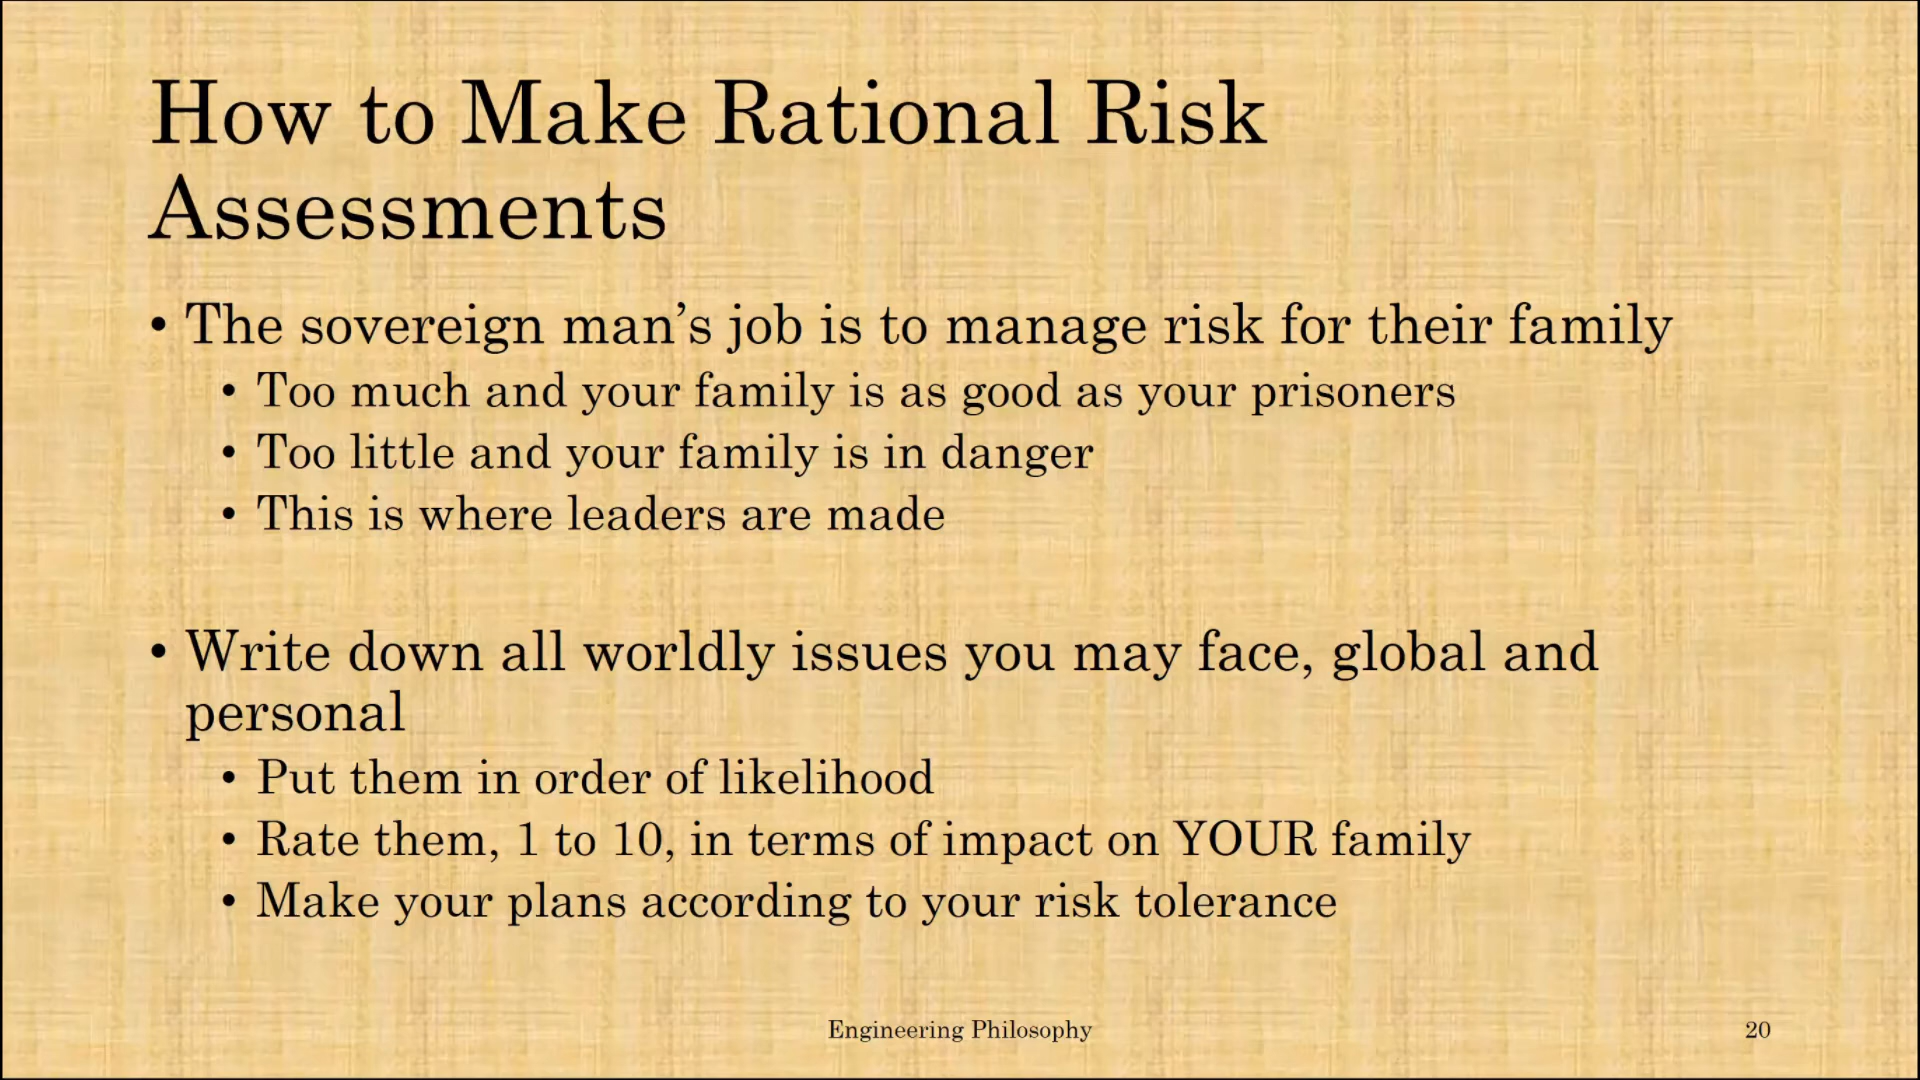 How to Make Rational Risk
Assessments
• The sovereign man’s job is to manage risk for their family
• Too much and your family is as good as your prisoners
• Too little and your family is in danger
• This is where leaders are made
• Write down all worldly issues you may face, global and
personal
• Put them in order of likelihood
• Rate them, 1 to 10, in terms of impact on YOUR family
• Make your plans according to your risk tolerance
Engineering Philosophy
20